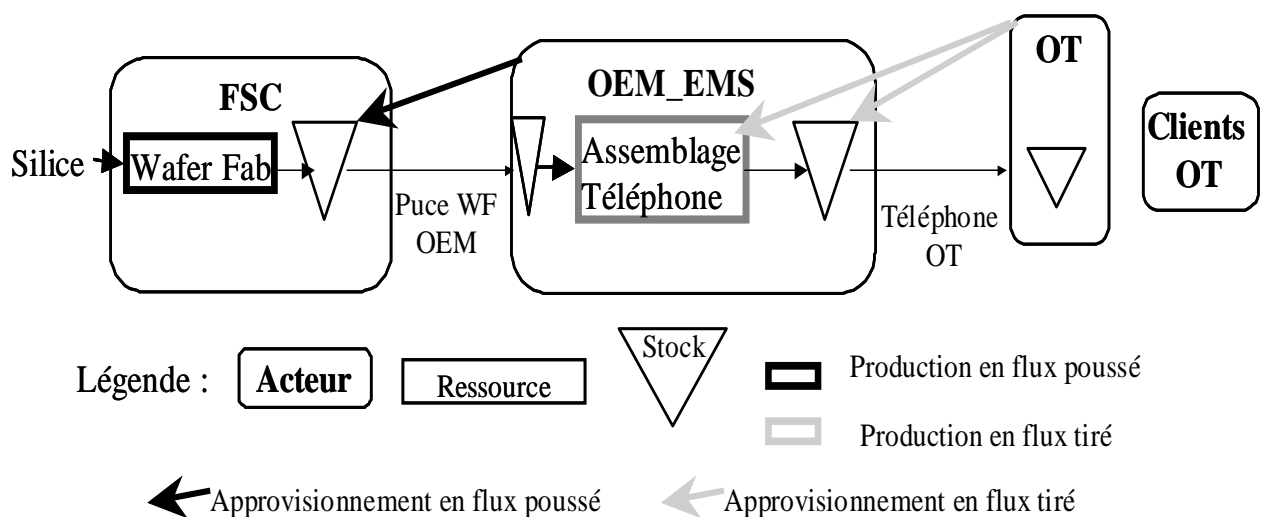 FSC
OEM_EMS
OT
Clients
OT
Silice
Wafer Fab
Assemblage
Téléphone
Puce WF
OEM
Téléphone
OT
Légende :
Acteur
Ressource
Stock
Production en flux poussé
Production en flux tiré
Approvisionnement en flux poussé
Approvisionnement en flux tiré